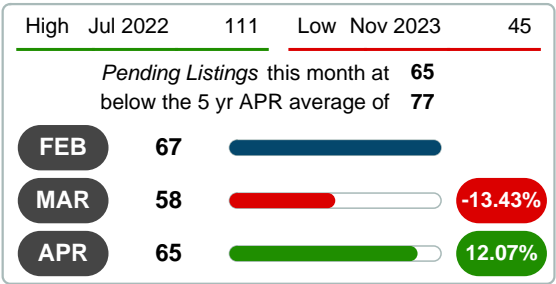 High Jul 2022 111 Low Nov 2023 45
Pending Listings this month at 65
below the 5 yr APR average of 77
FEB 67
MAR 58 -13.43%
APR 65 12.07%